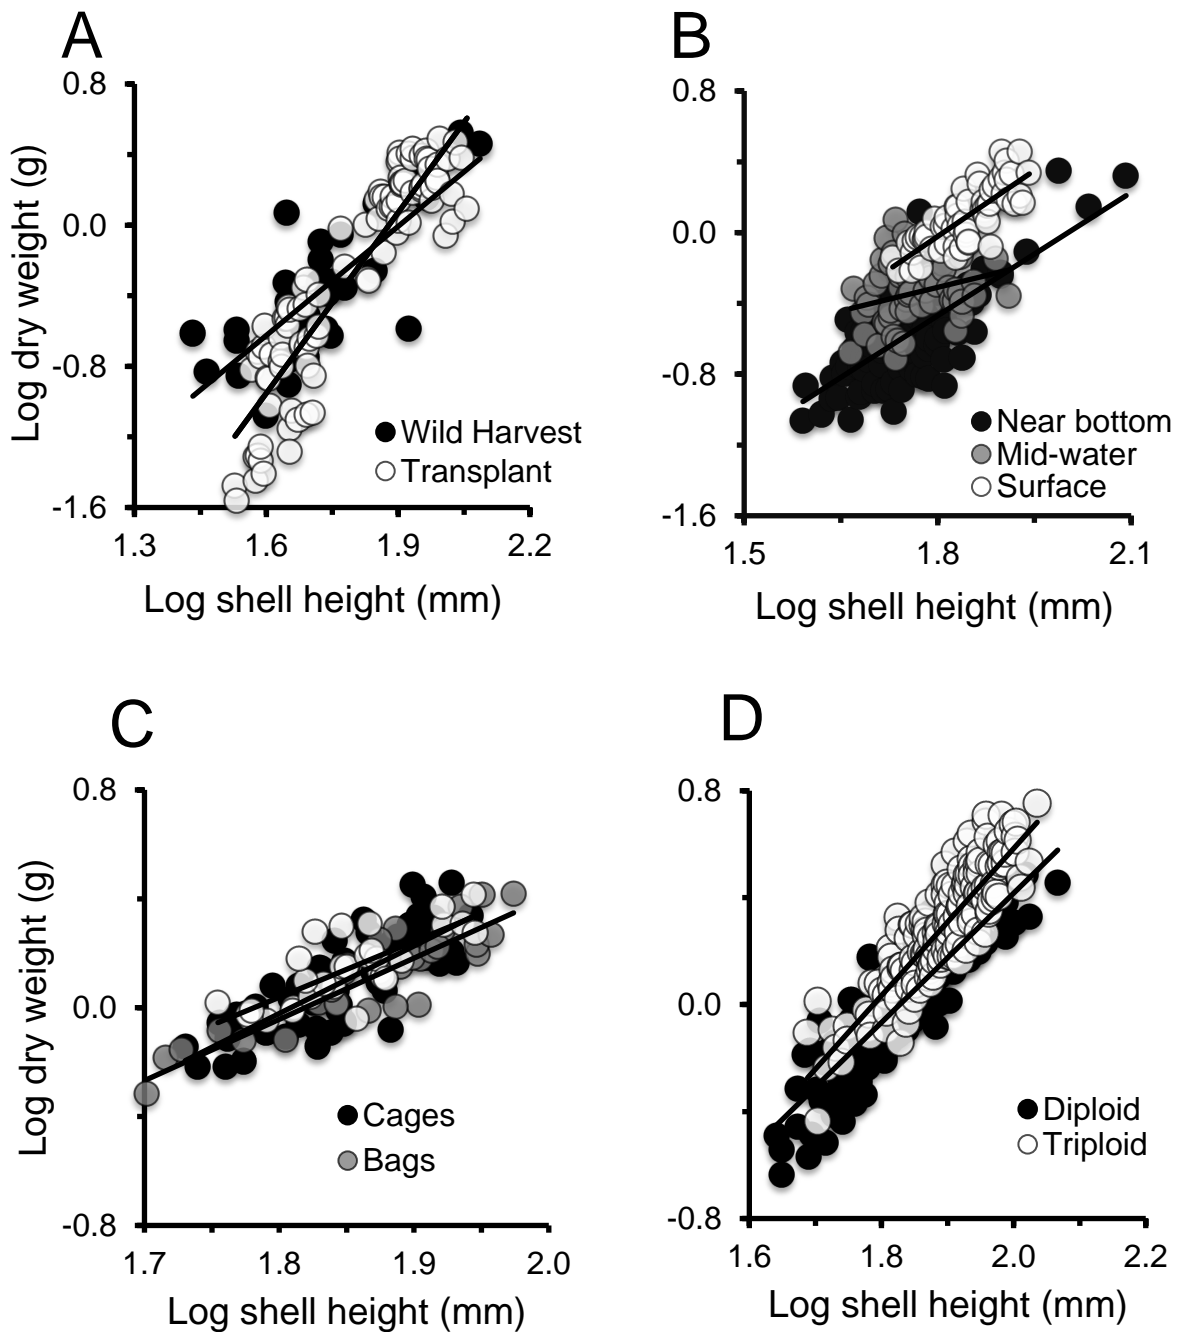 A
0.8
0.0
-0.8
-1.6
Log dry weight (g)
Wild Harvest
Transplant
1.3 1.6 1.9 2.2
Log shell height (mm)
B
0.8
0.0
-0.8
-1.6
Near bottom
Mid-water
Surface
1.5 1.8 2.1
Log shell height (mm)
C
0.8
0.0
-0.8
Log dry weight (g)
Cages
Bags
1.7 1.8 1.9 2.0
Log shell height (mm)
D
0.8
0.0
-0.8
Diploid
Triploid
1.6 1.8 2.0 2.2
Log shell height (mm)